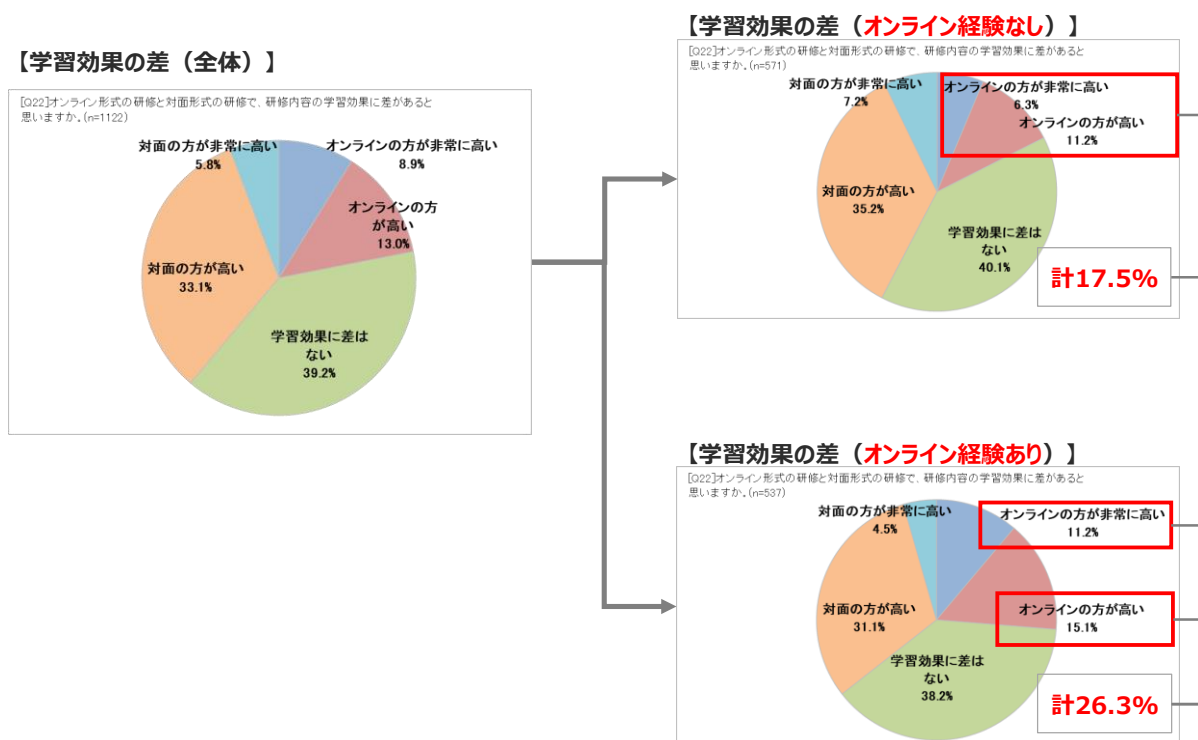 【学習効果の差（全体）】
[Q22]オンライン形式の研修と対面形式の研修で、研修内容の学習効果に差があると
思いますか。(n=1122)
対面の方が非常に高い
5.8%
オンラインの方が非常に高い
8.9%
オンラインの方
が高い
13.0%
対面の方が高い
33.1%
学習効果に差は
ない
39.2%
【学習効果の差（オンライン経験なし）】
[Q22]オンライン形式の研修と対面形式の研修で、研修内容の学習効果に差があると
思いますか。(n=571)
対面の方が非常に高い
7.2%
オンラインの方が非常に高い
6.3%
オンラインの方が高い
11.2%
対面の方が高い
35.2%
学習効果に差は
ない
40.1%
計17.5%
【学習効果の差（オンライン経験あり）】
[Q22]オンライン形式の研修と対面形式の研修で、研修内容の学習効果に差があると
思いますか。(n=537)
対面の方が非常に高い
4.5%
オンラインの方が非常に高い
11.2%
対面の方が高い
31.1%
オンラインの方が高い
15.1%
学習効果に差は
ない
38.2%
計26.3%